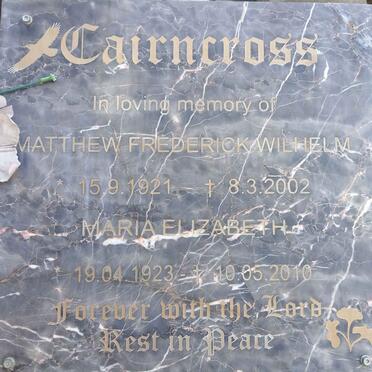 Cairncross
In loving memory of
MATTHEW FREDERICK WILHELM
* 15.9.1921 – † 8.3.2002
MARIA ELIZABETH
* 19.04.1923 – † 10.05.2010
Forever with the Lord
Rest in Peace